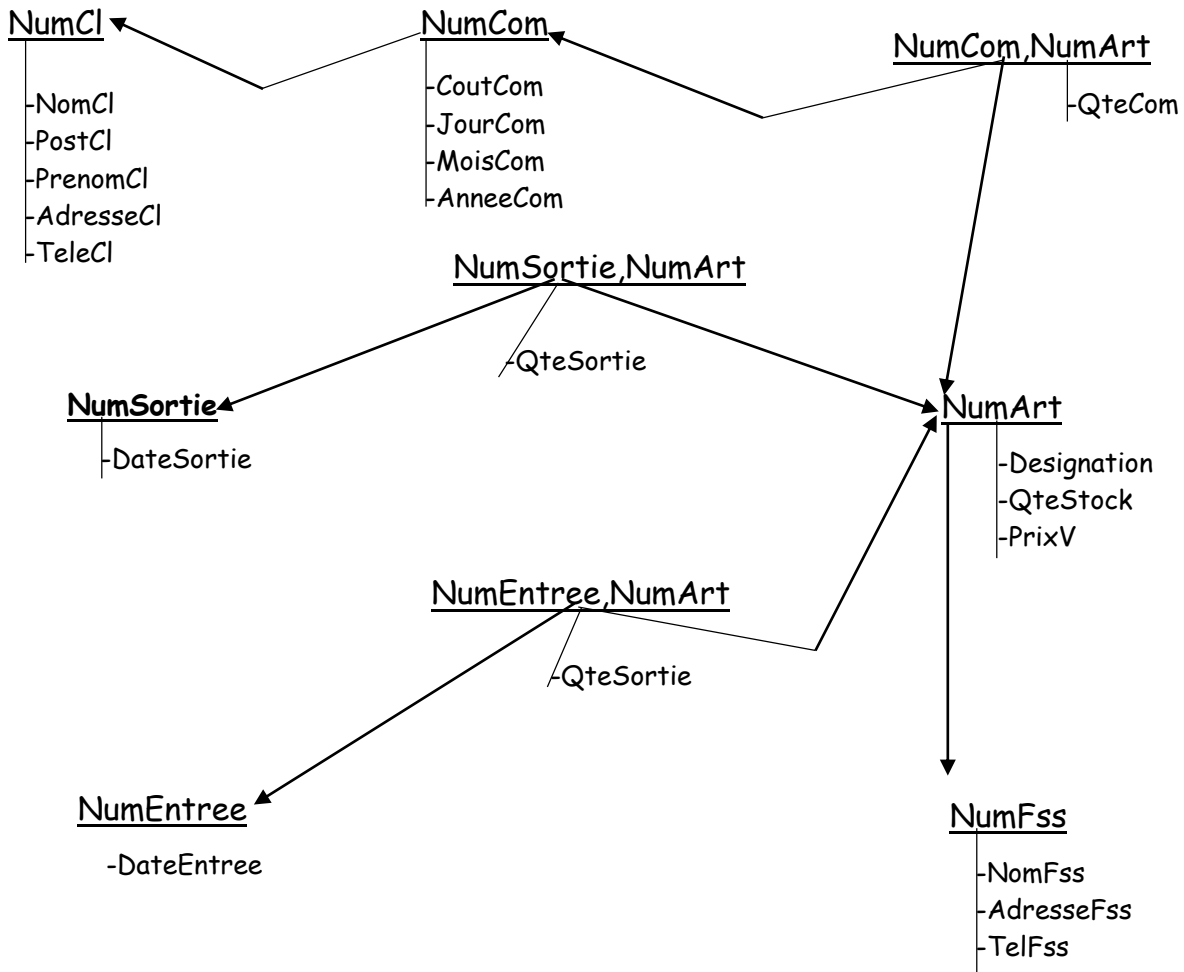 NumCl
-NomCl
-PostCl
-PrenomCl
-AdresseCl
-TeleCl
NumCom
-CoutCom
-JourCom
-MoisCom
-AnneeCom
NumCom,NumArt
-QteCom
NumSortie,NumArt
-QteSortie
NumSortie
-DateSortie
NumArt
-Designation
-QteStock
-PrixV
NumEntree,NumArt
-QteSortie
NumEntree
-DateEntree
NumFss
-NomFss
-AdresseFss
-TelFss